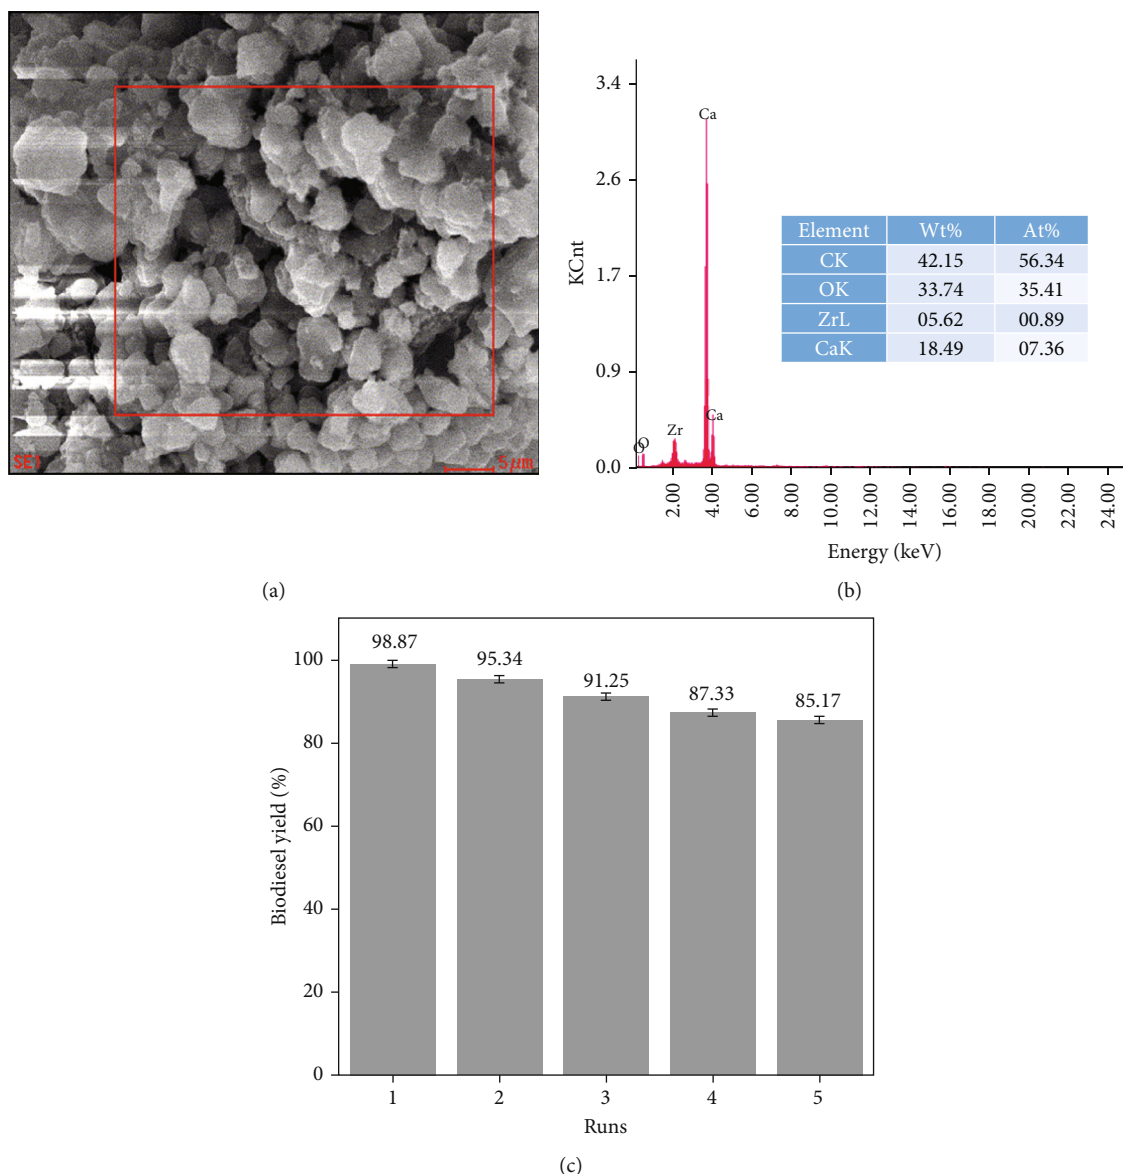 SE1
5 µm
(a)
KCnt
3.4
2.6
1.7
0.9
0.0
Ca
Ca
Zr
O
O
Element Wt% At%
CK 42.15 56.34
OK 33.74 35.41
ZrL 05.62 00.89
CaK 18.49 07.36
2.00 4.00 6.00 8.00 10.00 12.00 14.00 16.00 18.00 20.00 22.00 24.00
Energy (keV)
(b)
Biodiesel yield (%)
100
80
60
40
20
0
98.87 95.34 91.25 87.33 85.17
1 2 3 4 5
Runs
(c)